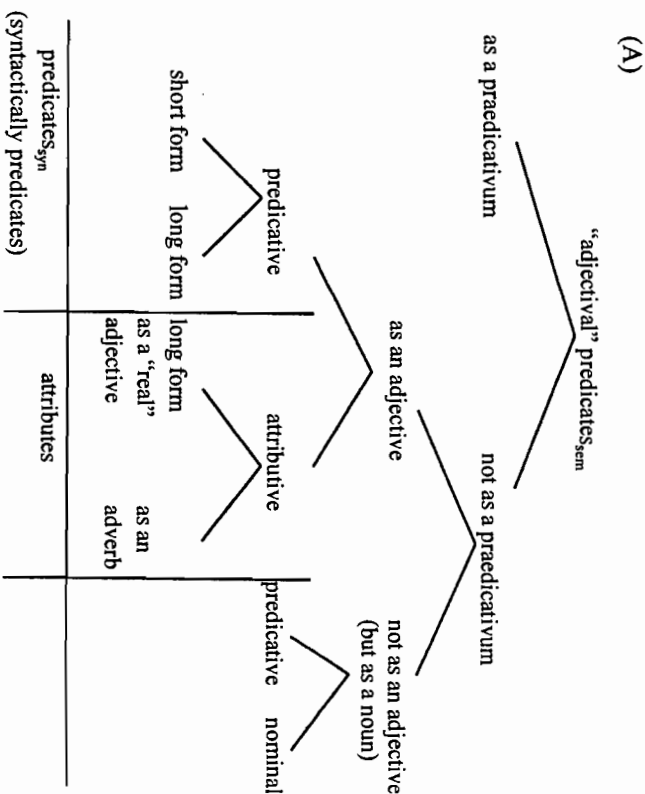 (A)
“adjectival” predicates_sem
as a praedicativum
not as a praedicativum
as an adjective
not as an adjective
(but as a noun)
predicative
attributive
predicative
nominal
short form
long form
long form
as a “real”
adjective
as an
adverb
predicates_syn
(syntactically predicates)
attributes